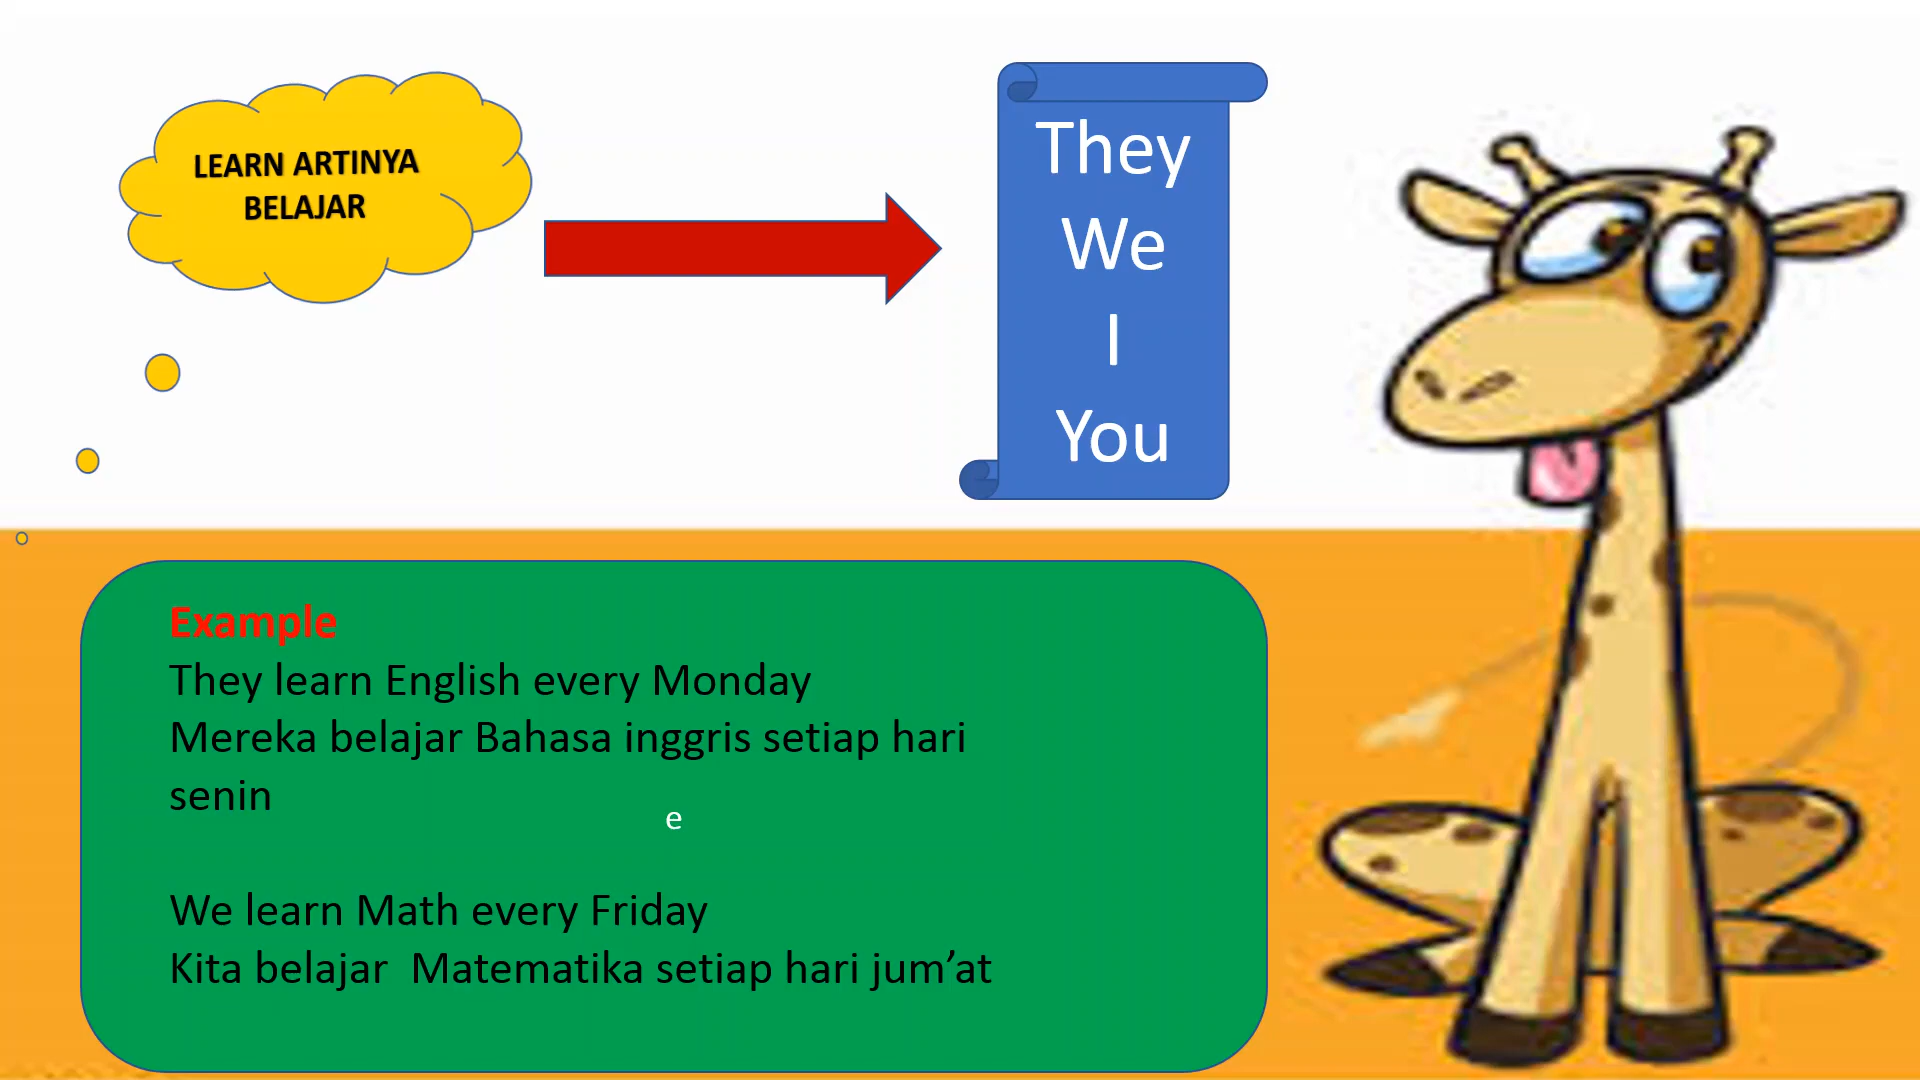 LEARN ARTINYA
BELAJAR
They
We
I
You
Example
They learn English every Monday
Mereka belajar Bahasa inggris setiap hari
senin
e
We learn Math every Friday
Kita belajar  Matematika setiap hari jum’at